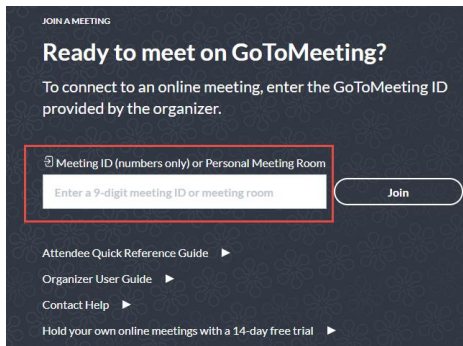 JOIN A MEETING
Ready to meet on GoToMeeting?
To connect to an online meeting, enter the GoToMeeting ID
provided by the organizer.
Meeting ID (numbers only) or Personal Meeting Room
Enter a 9-digit meeting ID or meeting room
Join
Attendee Quick Reference Guide
Organizer User Guide
Contact Help
Hold your own online meetings with a 14-day free trial